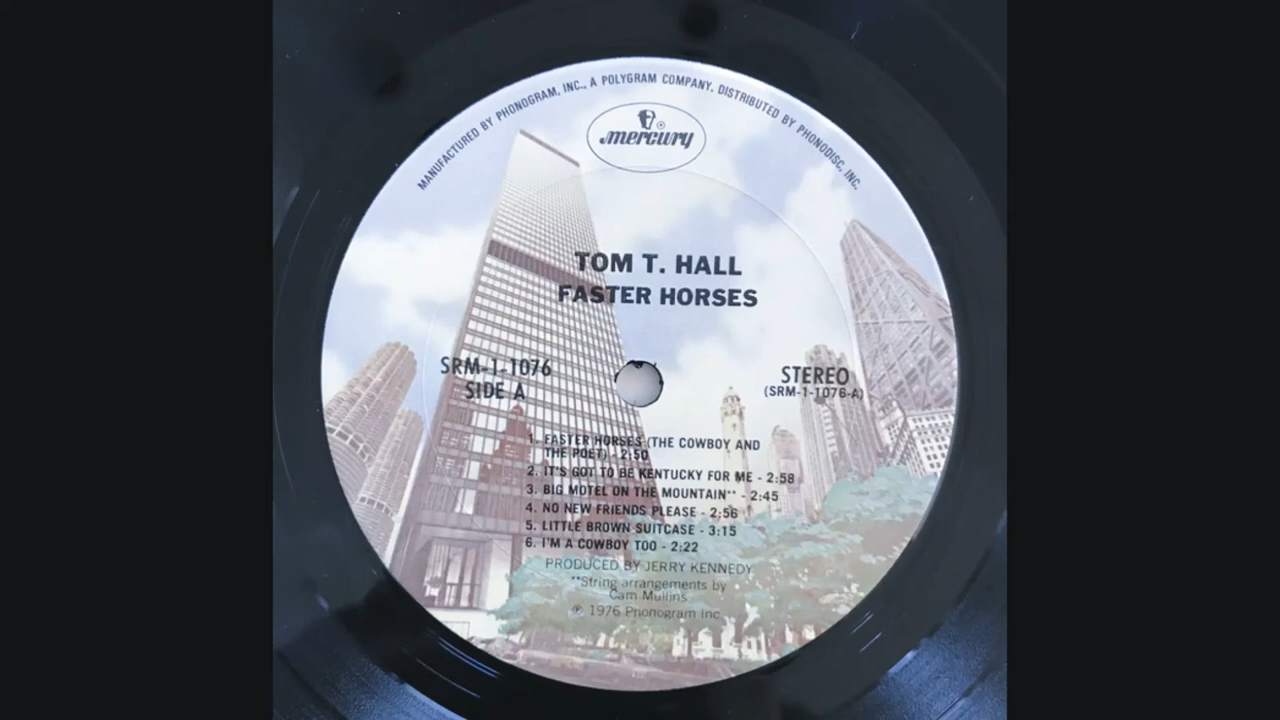 MANUFACTURED BY PHONOGRAM, INC., A POLYGRAM COMPANY. DISTRIBUTED BY PHONODISC, INC.
mercury
TOM T. HALL
FASTER HORSES
SRM-1-1076
SIDE A
STEREO
(SRM-1-1076-A)
1. FASTER HORSES (THE COWBOY AND
THE POET) - 2:50
2. IT'S GOT TO BE KENTUCKY FOR ME - 2:58
3. BIG MOTEL ON THE MOUNTAIN** - 2:45
4. NO NEW FRIENDS PLEASE - 2:56
5. LITTLE BROWN SUITCASE - 3:15
6. I'M A COWBOY TOO - 2:22
PRODUCED BY JERRY KENNEDY
**String arrangements by
Cam Mullins
℗ 1976 Phonogram Inc